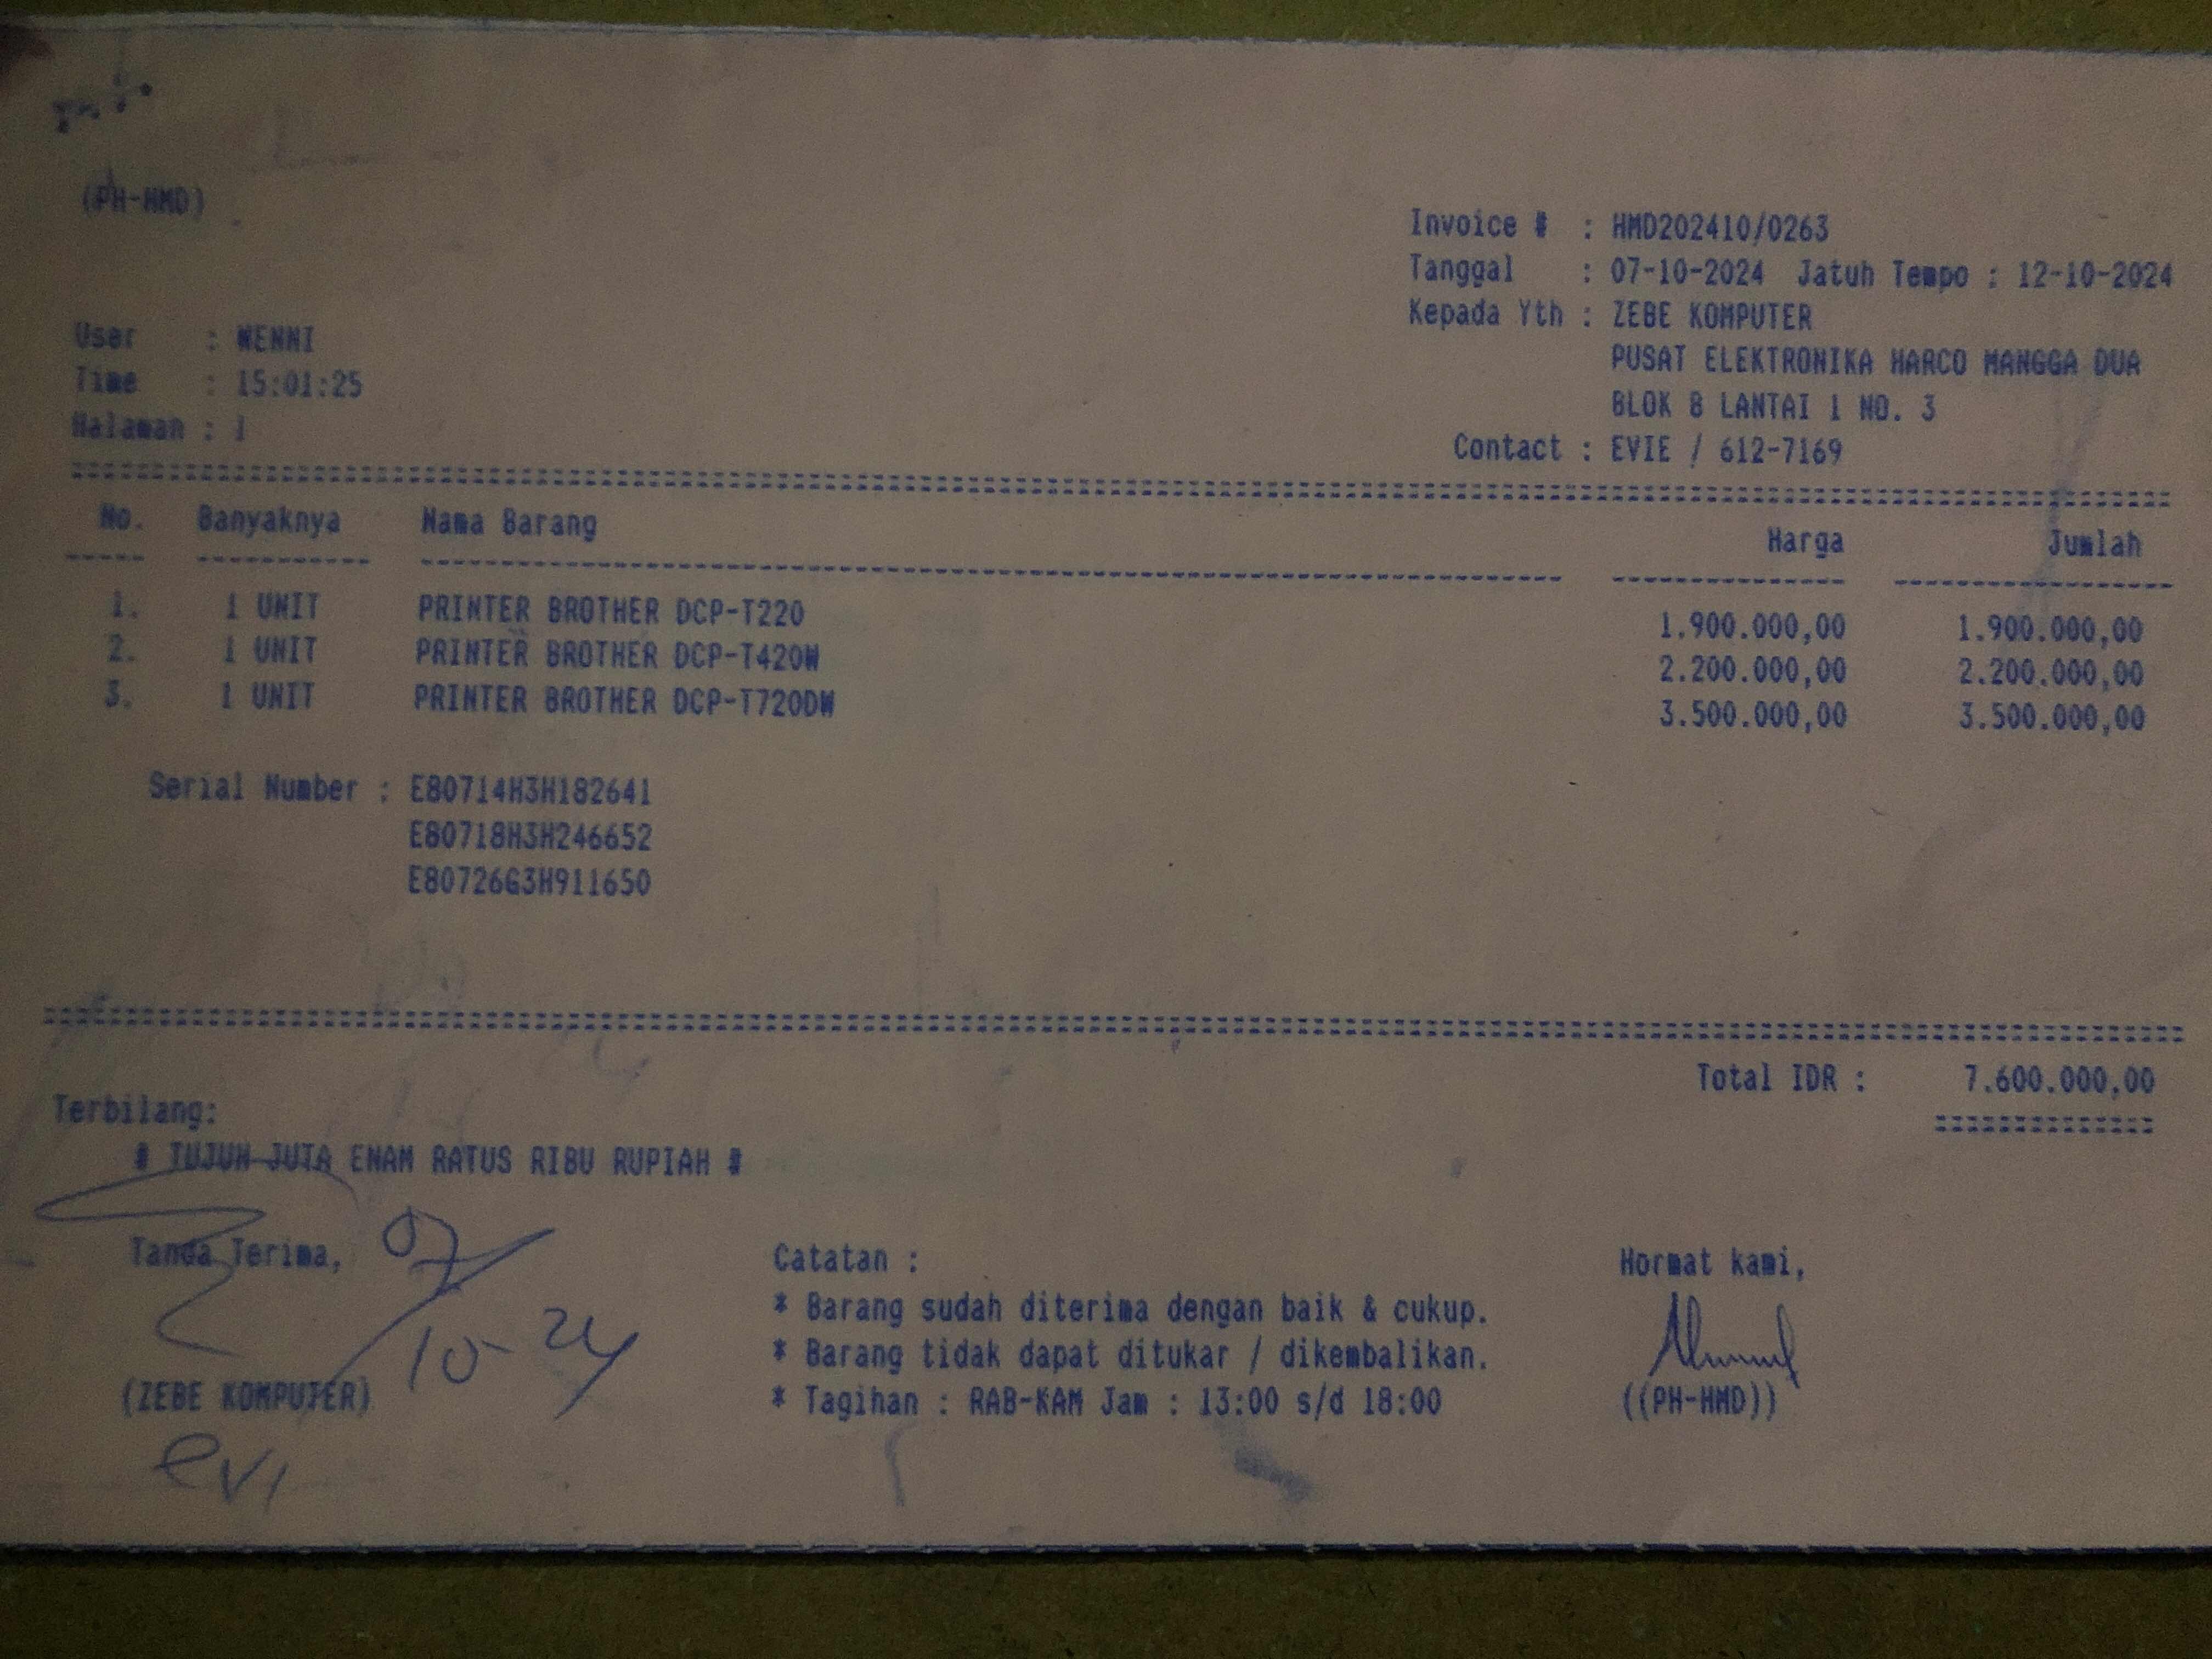 (PH-HMD)
Invoice # : HMD202410/0263
Tanggal : 07-10-2024 Jatuh Tempo : 12-10-2024
Kepada Yth : ZEBE KOMPUTER
PUSAT ELEKTRONIKA HARCO MANGGA DUA
BLOK B LANTAI 1 NO. 3
Contact : EVIE / 612-7169
User : WENNI
Time : 15:01:25
Halaman : 1
No. Banyaknya Nama Barang Harga Jumlah
1. 1 UNIT PRINTER BROTHER DCP-T220 1.900.000,00 1.900.000,00
2. 1 UNIT PRINTER BROTHER DCP-T420W 2.200.000,00 2.200.000,00
3. 1 UNIT PRINTER BROTHER DCP-T720DW 3.500.000,00 3.500.000,00
Serial Number : E80714H3H182641
E80718H3H246652
E80726G3H911650
Total IDR : 7.600.000,00
Terbilang:
# TUJUH JUTA ENAM RATUS RIBU RUPIAH #
Tanda Terima,
07/10-24
(ZEBE KOMPUTER)
evi
Catatan :
* Barang sudah diterima dengan baik & cukup.
* Barang tidak dapat ditukar / dikembalikan.
* Tagihan : RAB-KAM Jam : 13:00 s/d 18:00
Hormat kami,
((PH-HMD))